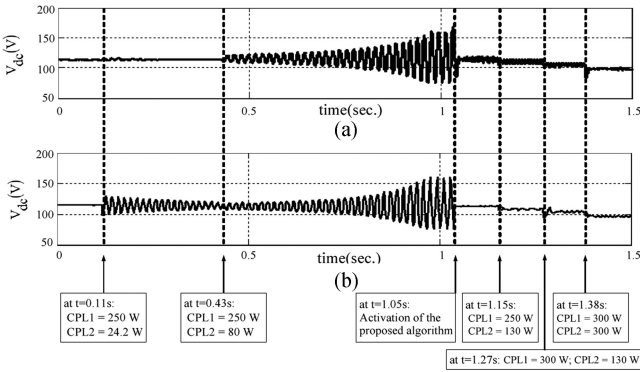 200
150
100
50
V_dc(V)
0.5
1
1.5
time(sec.)
(a)
200
150
100
50
V_dc(V)
0
0.5
1
1.5
time(sec.)
(b)
at t=0.11s:
CPL1 = 250 W
CPL2 = 24.2 W
at t=0.43s:
CPL1 = 250 W
CPL2 = 80 W
at t=1.05s:
Activation of the
proposed algorithm
at t=1.15s:
CPL1 = 250 W
CPL2 = 130 W
at t=1.38s:
CPL1 = 300 W
CPL2 = 300 W
at t=1.27s: CPL1 = 300 W; CPL2 = 130 W